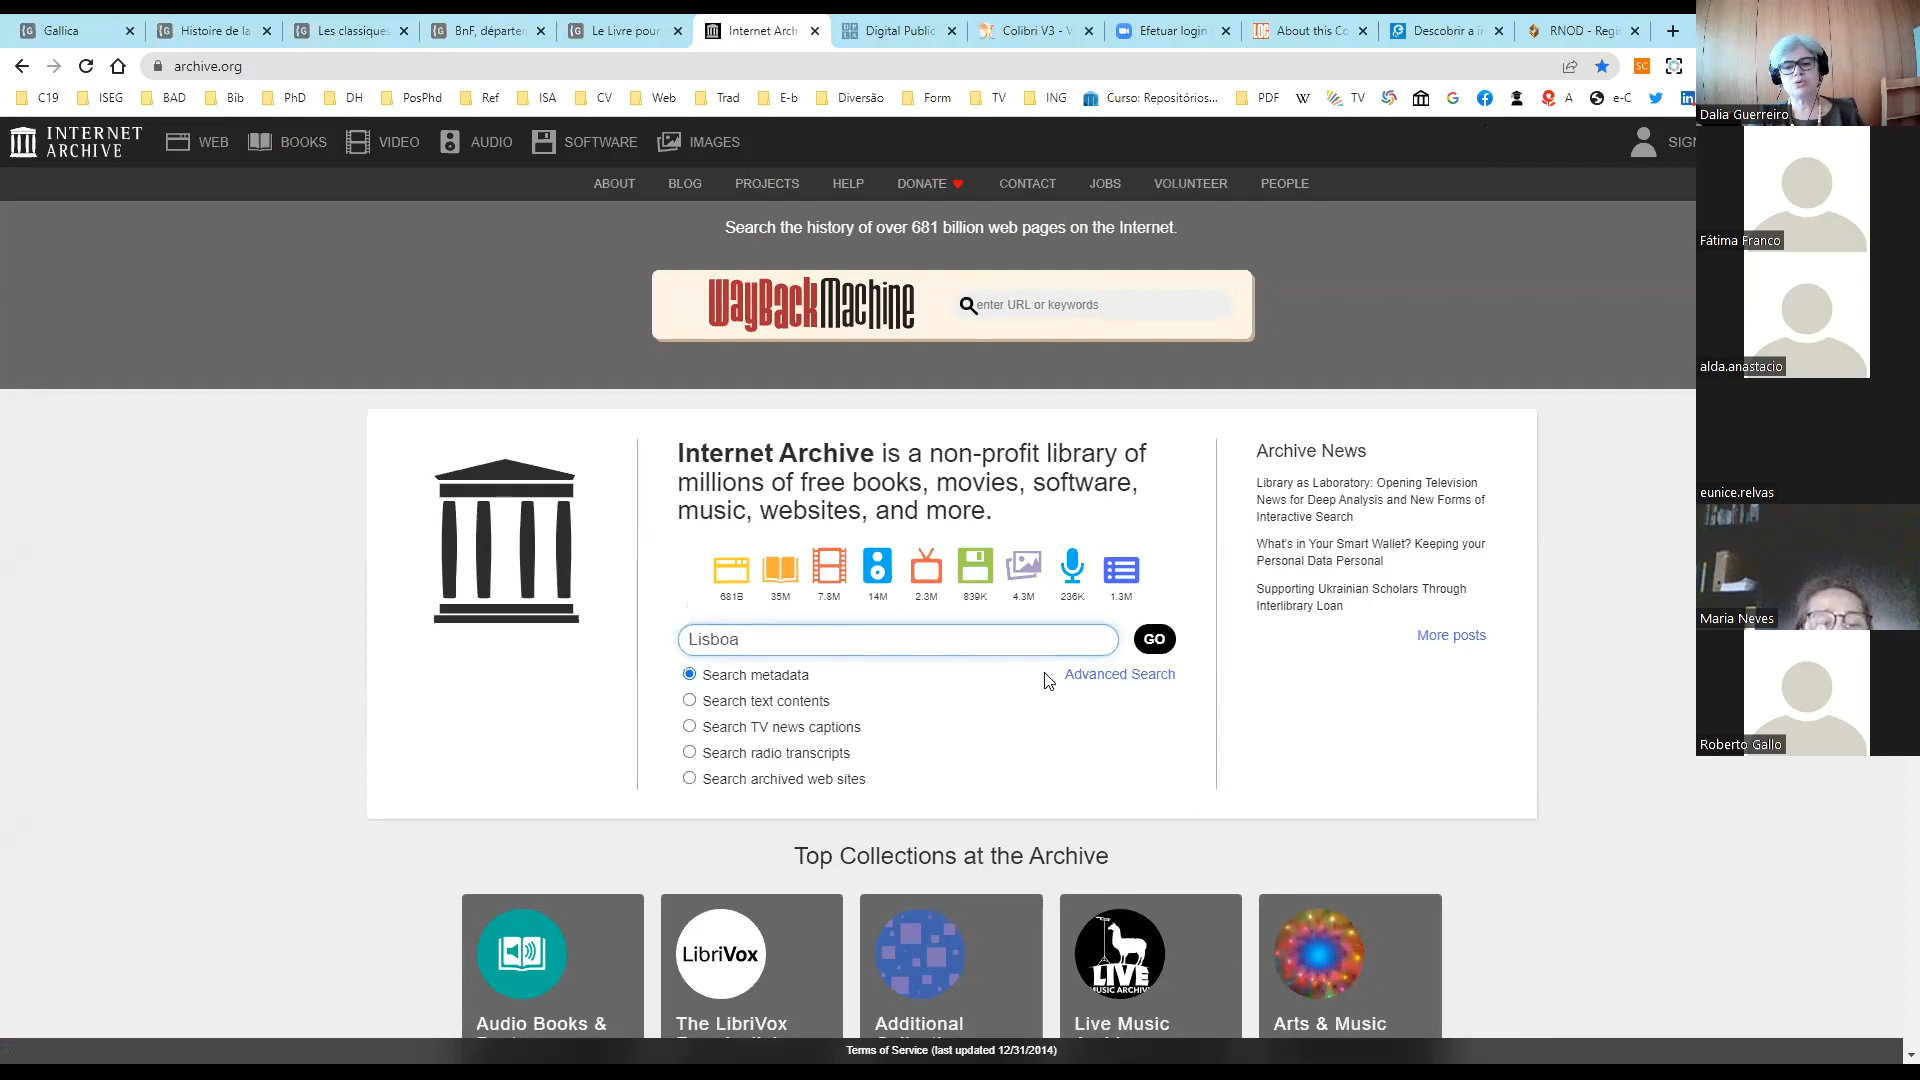 Gallica
Histoire de la
Les classiques
BnF, départer
Le Livre pour
Internet Arch
Digital Public
Colibri V3 - V
Efetuar login
About this Co
Descobrir a i
RNOD - Regi
archive.org
SC
C19
ISEG
BAD
Bib
PhD
DH
PosPhd
Ref
ISA
CV
Web
Trad
E-b
Diversão
Form
TV
ING
Curso: Repositórios...
PDF
TV
A
e-C
INTERNET
ARCHIVE
WEB
BOOKS
VIDEO
AUDIO
SOFTWARE
IMAGES
SIGN
ABOUT
BLOG
PROJECTS
HELP
DONATE
CONTACT
JOBS
VOLUNTEER
PEOPLE
Search the history of over 681 billion web pages on the Internet.
WayBackMachine
enter URL or keywords
Internet Archive is a non-profit library of
millions of free books, movies, software,
music, websites, and more.
681B
35M
7.8M
14M
2.3M
839K
4.3M
236K
1.3M
Lisboa
GO
Search metadata
Advanced Search
Search text contents
Search TV news captions
Search radio transcripts
Search archived web sites
Archive News
Library as Laboratory: Opening Television
News for Deep Analysis and New Forms of
Interactive Search
What's in Your Smart Wallet? Keeping your
Personal Data Personal
Supporting Ukrainian Scholars Through
Interlibrary Loan
More posts
Top Collections at the Archive
LibriVox
LIVE
MUSIC ARCHIVE
Audio Books &
The LibriVox
Additional
Live Music
Arts & Music
Terms of Service (last updated 12/31/2014)
Dalia Guerreiro
Fátima Franco
alda.anastacio
eunice.relvas
Maria Neves
Roberto Gallo